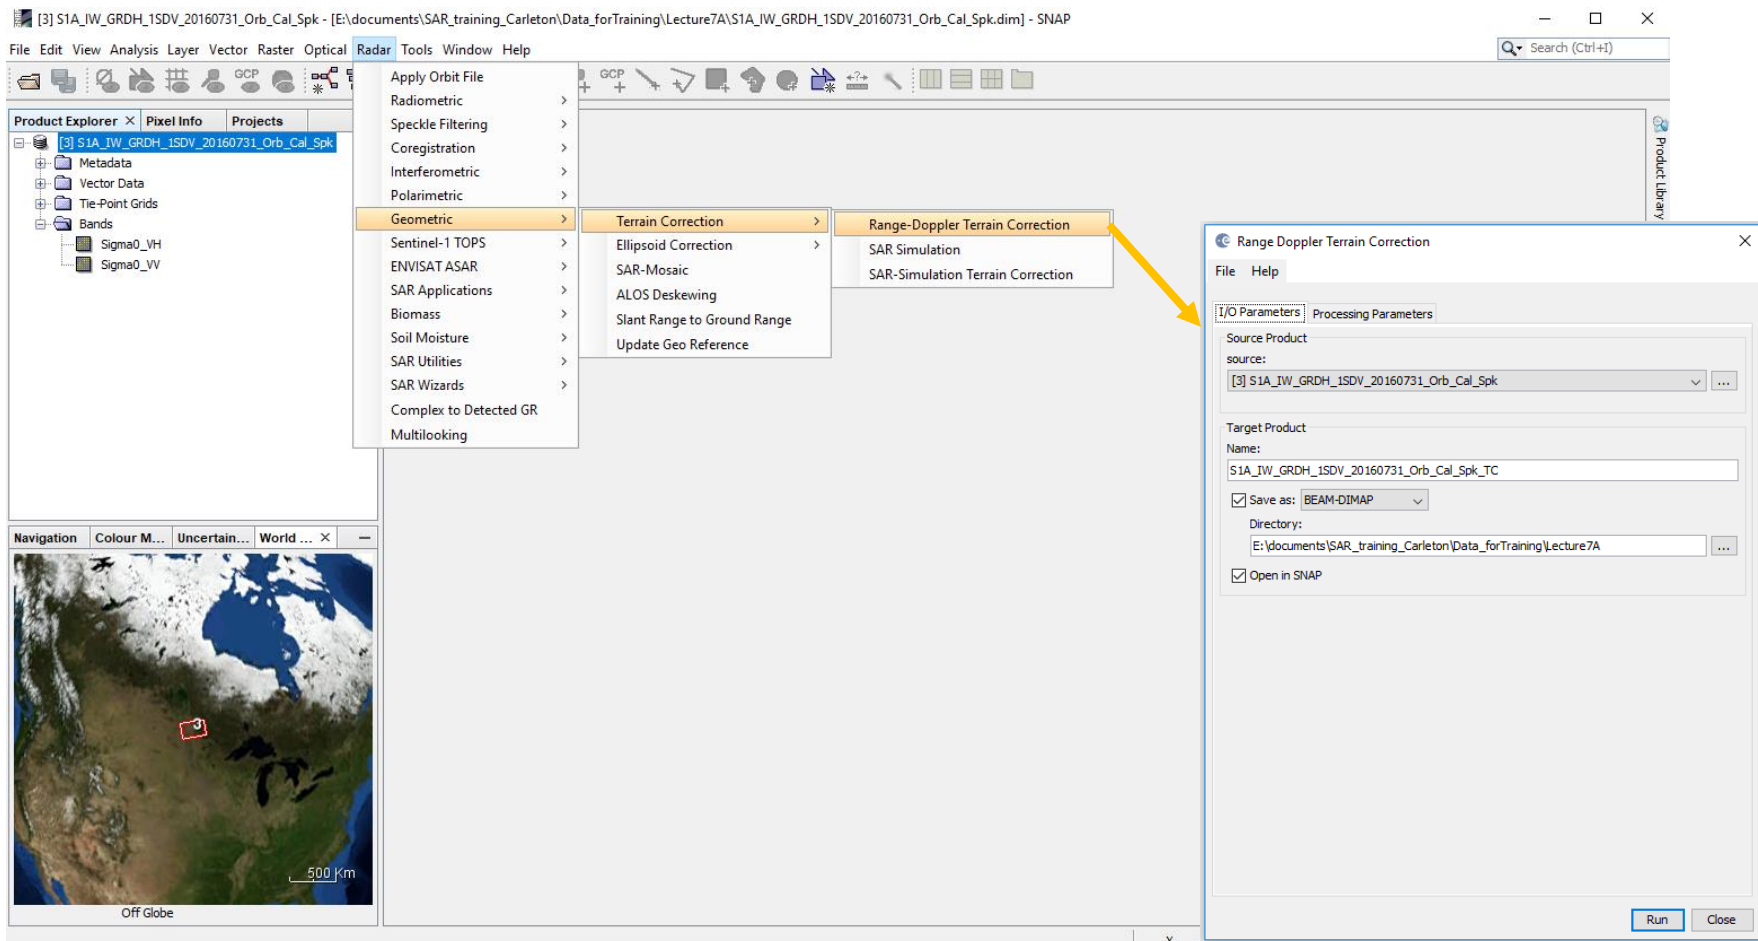 [3] S1A_IW_GRDH_1SDV_20160731_Orb_Cal_Spk - [E:\documents\SAR_training_Carleton\Data_forTraining\Lecture7A\S1A_IW_GRDH_1SDV_20160731_Orb_Cal_Spk.dim] - SNAP
File Edit View Analysis Layer Vector Raster Optical Radar Tools Window Help
Search (Ctrl+I)
GCP
GCP
Product Explorer Pixel Info Projects
[3] S1A_IW_GRDH_1SDV_20160731_Orb_Cal_Spk
Metadata
Vector Data
Tie-Point Grids
Bands
Sigma0_VH
Sigma0_VV
Apply Orbit File
Radiometric
Speckle Filtering
Coregistration
Interferometric
Polarimetric
Geometric
Sentinel-1 TOPS
ENVISAT ASAR
SAR Applications
Biomass
Soil Moisture
SAR Utilities
SAR Wizards
Complex to Detected GR
Multilooking
Terrain Correction
Ellipsoid Correction
SAR-Mosaic
ALOS Deskewing
Slant Range to Ground Range
Update Geo Reference
Range-Doppler Terrain Correction
SAR Simulation
SAR-Simulation Terrain Correction
Product Library
Range Doppler Terrain Correction
File Help
I/O Parameters Processing Parameters
Source Product
source:
[3] S1A_IW_GRDH_1SDV_20160731_Orb_Cal_Spk
...
Target Product
Name:
S1A_IW_GRDH_1SDV_20160731_Orb_Cal_Spk_TC
Save as: BEAM-DIMAP
Directory:
E:\documents\SAR_training_Carleton\Data_forTraining\Lecture7A
...
Open in SNAP
Run Close
Navigation Colour M... Uncertain... World ...
3
500 Km
Off Globe